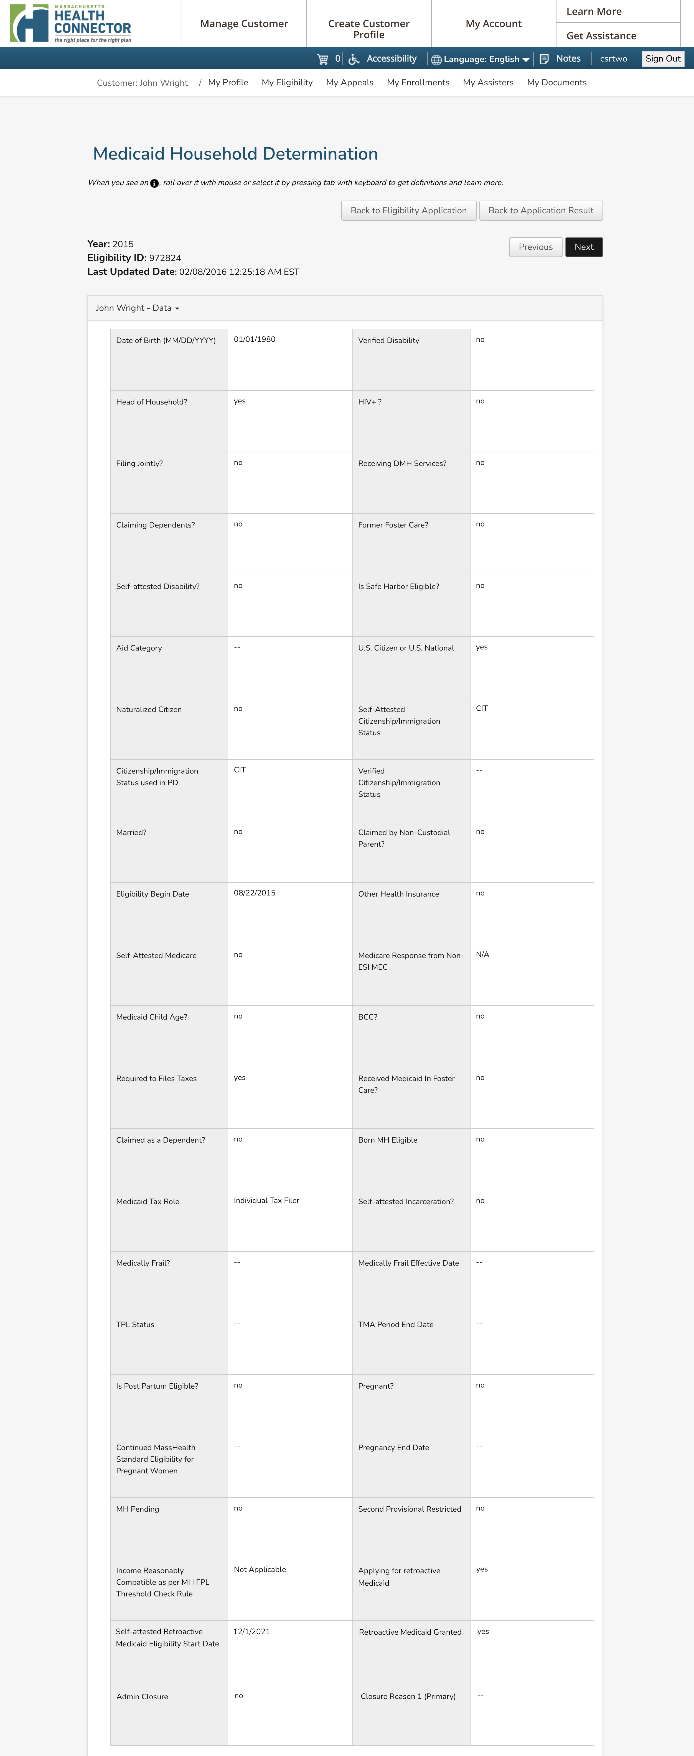 MASSACHUSETTS
HEALTH
CONNECTOR
the right place for the right plan
Manage Customer
Create Customer
Profile
My Account
Learn More
Get Assistance
0
Accessibility
Language: English
Notes
csrtwo
Sign Out
Customer: John Wright / My Profile My Eligibility My Appeals My Enrollments My Assisters My Documents
Medicaid Household Determination
When you see an i, roll over it with mouse or select it by pressing tab with keyboard to get definitions and learn more.
Back to Eligibility Application
Back to Application Result
Year: 2015
Eligibility ID: 972824
Last Updated Date: 02/08/2016 12:25:18 AM EST
Previous
Next
John Wright - Data
Date of Birth (MM/DD/YYYY) 01/01/1980 Verified Disability no
Head of Household? yes HIV+ ? no
Filing Jointly? no Receiving DMH Services? no
Claiming Dependents? no Former Foster Care? no
Self-attested Disability? no Is Safe Harbor Eligible? no
Aid Category -- U.S. Citizen or U.S. National yes
Naturalized Citizen no Self-Attested CIT
Citizenship/Immigration
Status
Citizenship/Immigration CIT Verified --
Status used in PD Citizenship/Immigration
Status
Married? no Claimed by Non-Custodial no
Parent?
Eligibility Begin Date 08/22/2015 Other Health Insurance no
Self-Attested Medicare no Medicare Response from Non- N/A
ESI MEC
Medicaid Child Age? no BCC? no
Required to Files Taxes yes Received Medicaid In Foster no
Care?
Claimed as a Dependent? no Born MH Eligible no
Medicaid Tax Role Individual Tax Filer Self-attested Incarceration? no
Medically Frail? -- Medically Frail Effective Date --
TPL Status -- TMA Period End Date --
Is Post Partum Eligible? no Pregnant? no
Continued MassHealth -- Pregnancy End Date --
Standard Eligibility for
Pregnant Women
MH Pending no Second Provisional Restricted no
Income Reasonably Not Applicable Applying for retroactive yes
Compatible as per MH FPL Medicaid
Threshold Check Rule
Self-attested Retroactive 12/1/2021 Retroactive Medicaid Granted yes
Medicaid Eligibility Start Date
Admin Closure no Closure Reason 1 (Primary) --